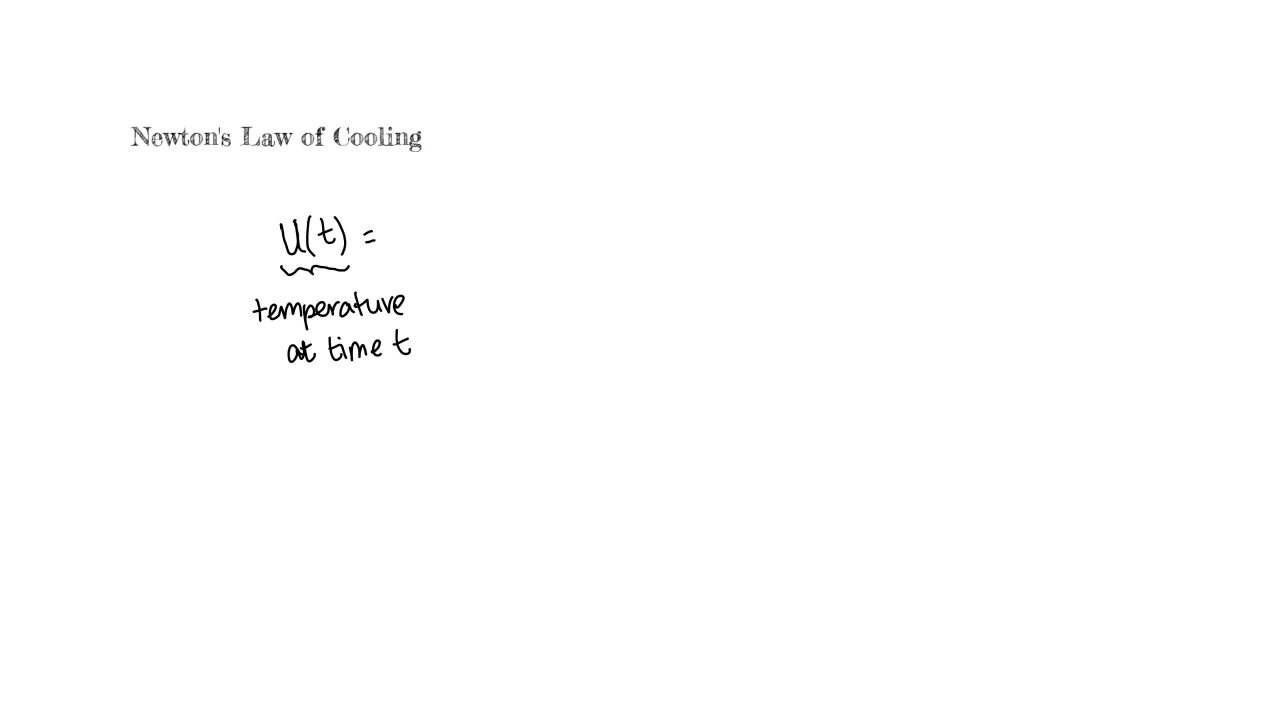 Newton's Law of Cooling
U(t) =
temperature
at time t